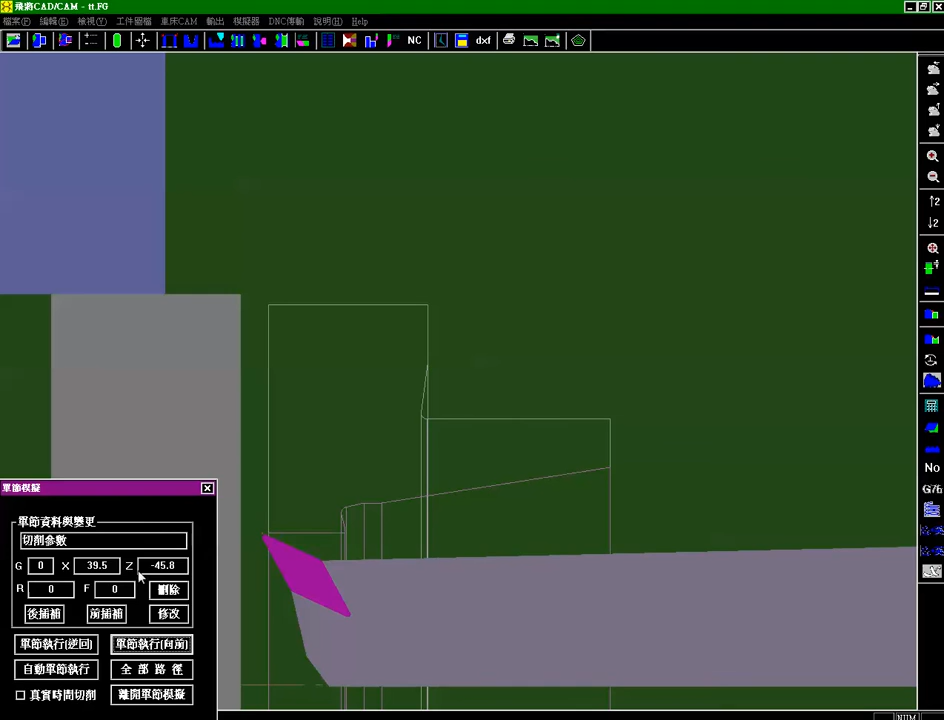 飛將CAD/CAM - tt.FG
檔案(F) 編輯(E) 檢視(Y) 工件圖檔 車床CAM 輸出 模擬器 DNC傳輸 說明(H) Help
NC dxf
↑2
↓2
No
G76
單節模擬
單節資料與變更
切削參數
G 0 X 39.5 Z -45.8
R 0 F 0 刪除
後插補 前插補 修改
單節執行(逆回) 單節執行(向前)
自動單節執行 全 部 路 徑
真實時間切削 離開單節模擬
NUM